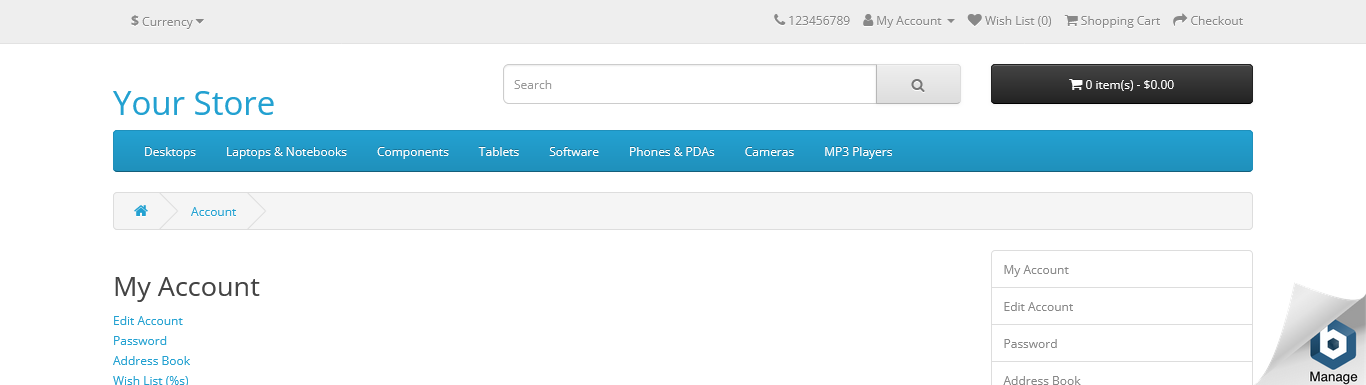 $ Currency
123456789 My Account Wish List (0) Shopping Cart Checkout
Your Store
Search
0 item(s) - $0.00
Desktops Laptops & Notebooks Components Tablets Software Phones & PDAs Cameras MP3 Players
Account
My Account
Edit Account
Password
Address Book
Wish List (%s)
My Account
Edit Account
Password
Address Book
Manage